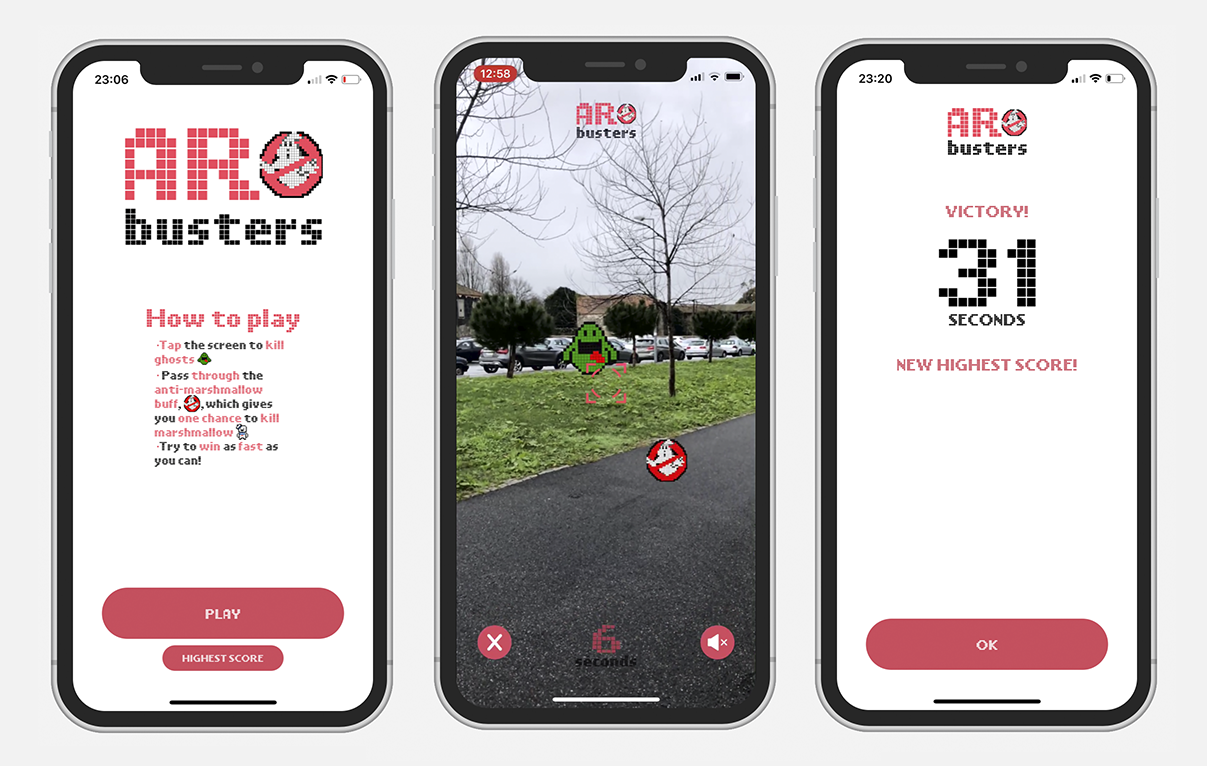 23:06
AR
busters
How to play
·Tap the screen to kill
ghosts
· Pass through the
anti-marshmallow
buff, , which gives
you one chance to kill
marshmallow
·Try to win as fast as
you can!
PLAY
HIGHEST SCORE
12:58
AR
busters
6
seconds
23:20
AR
busters
VICTORY!
31
SECONDS
NEW HIGHEST SCORE!
OK